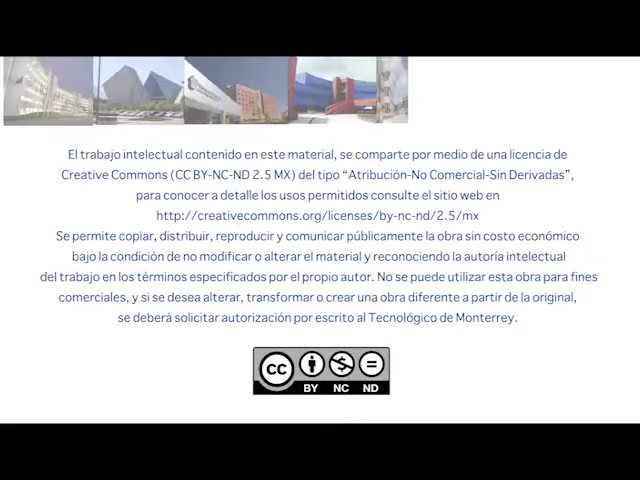 El trabajo intelectual contenido en este material, se comparte por medio de una licencia de
Creative Commons (CC BY-NC-ND 2.5 MX) del tipo “Atribución-No Comercial-Sin Derivadas”,
para conocer a detalle los usos permitidos consulte el sitio web en
http://creativecommons.org/licenses/by-nc-nd/2.5/mx
Se permite copiar, distribuir, reproducir y comunicar públicamente la obra sin costo económico
bajo la condición de no modificar o alterar el material y reconociendo la autoría intelectual
del trabajo en los términos especificados por el propio autor. No se puede utilizar esta obra para fines
comerciales, y si se desea alterar, transformar o crear una obra diferente a partir de la original,
se deberá solicitar autorización por escrito al Tecnológico de Monterrey.
cc
BY NC ND